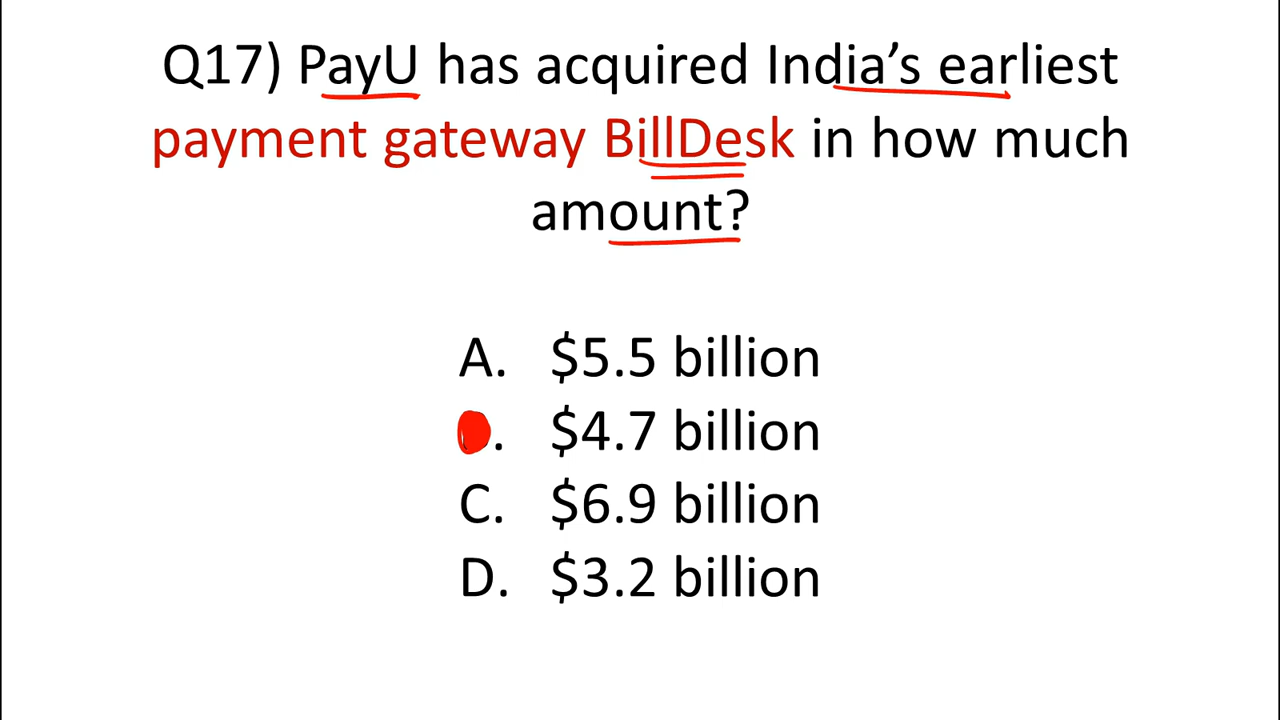 Q17) PayU has acquired India’s earliest
payment gateway BillDesk in how much
amount?
A. $5.5 billion
. $4.7 billion
C. $6.9 billion
D. $3.2 billion